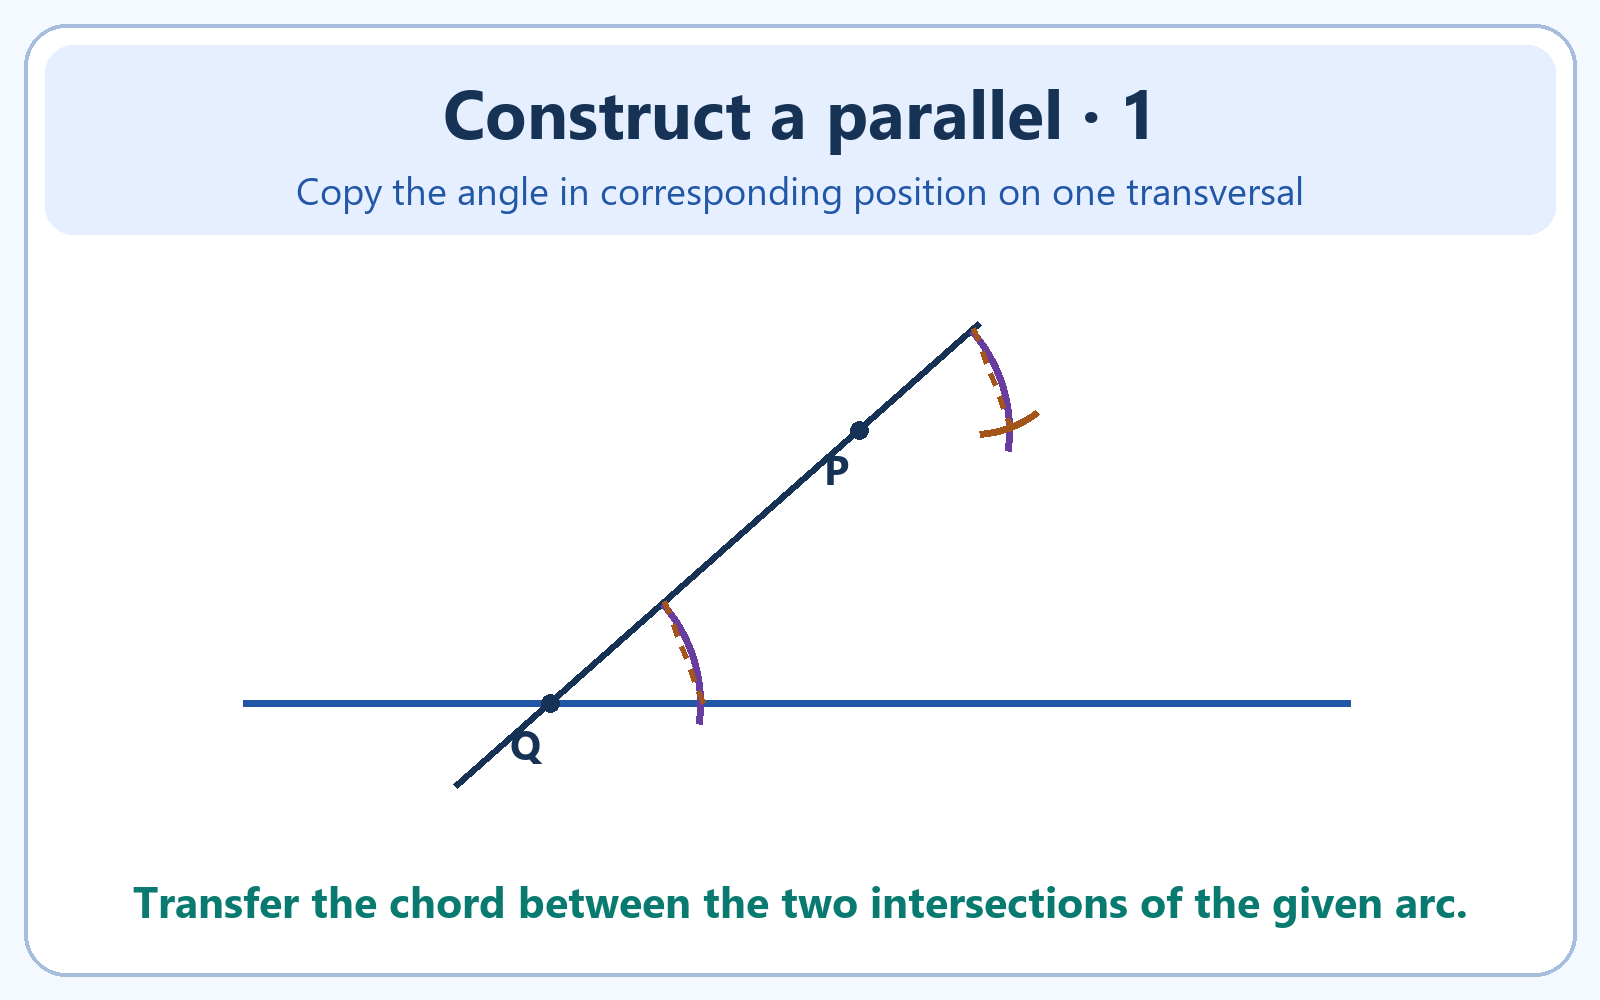 Construct a parallel · 1
Copy the angle in corresponding position on one transversal
P
Q
Transfer the chord between the two intersections of the given arc.